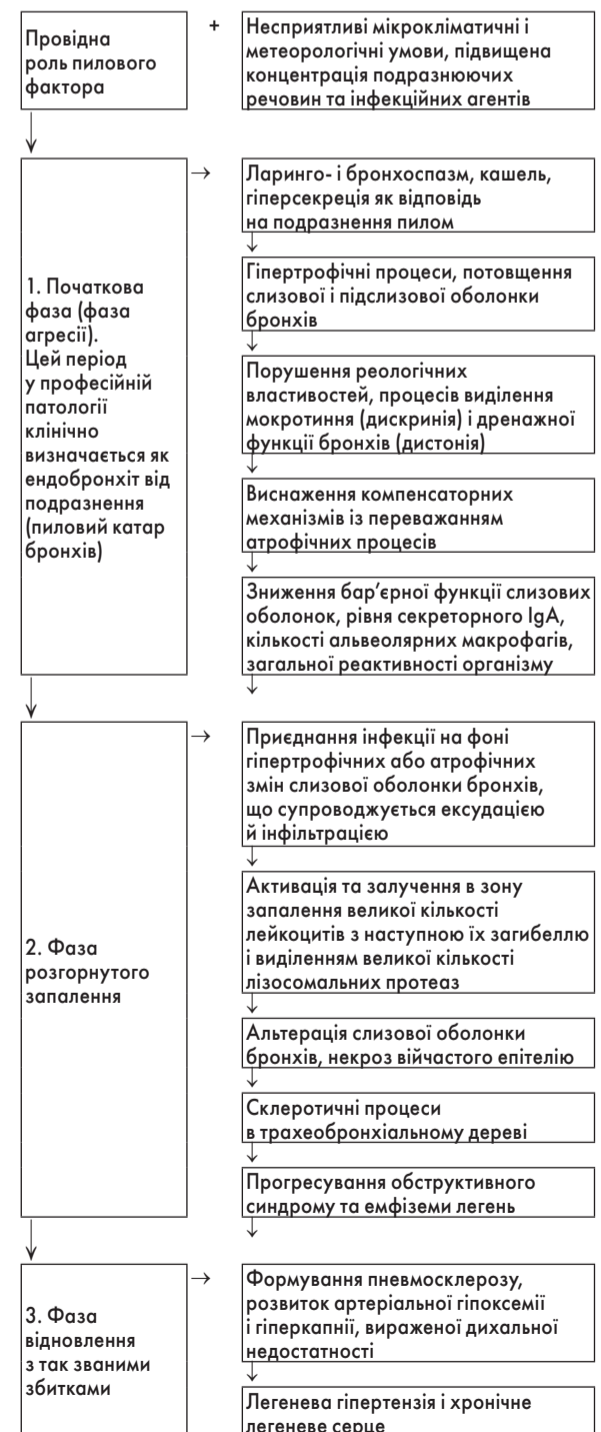 Провідна
роль пилового
фактора
+
Несприятливі мікрокліматичні і
метеорологічні умови, підвищена
концентрація подразнюючих
речовин та інфекційних агентів
↓
1. Початкова
фаза (фаза
агресії).
Цей період
у професійній
патології
клінічно
визначається як
ендобронхіт від
подразнення
(пиловий катар
бронхів)
→
Ларинго- і бронхоспазм, кашель,
гіперсекреція як відповідь
на подразнення пилом
↓
Гіпертрофічні процеси, потовщення
слизової і підслизової оболонки
бронхів
↓
Порушення реологічних
властивостей, процесів виділення
мокротиння (дискринія) і дренажної
функції бронхів (дистонія)
↓
Виснаження компенсаторних
механізмів із переважанням
атрофічних процесів
↓
Зниження бар’єрної функції слизових
оболонок, рівня секреторного IgA,
кількості альвеолярних макрофагів,
загальної реактивності організму
↓
↓
2. Фаза
розгорнутого
запалення
→
Приєднання інфекції на фоні
гіпертрофічних або атрофічних
змін слизової оболонки бронхів,
що супроводжується ексудацією
й інфільтрацією
↓
Активація та залучення в зону
запалення великої кількості
лейкоцитів з наступною їх загибеллю
і виділенням великої кількості
лізосомальних протеаз
↓
Альтерація слизової оболонки
бронхів, некроз війчастого епітелію
↓
Склеротичні процеси
в трахеобронхіальному дереві
↓
Прогресування обструктивного
синдрому та емфіземи легень
↓
↓
3. Фаза
відновлення
з так званими
збитками
→
Формування пневмосклерозу,
розвиток артеріальної гіпоксемії
і гіперкапнії, вираженої дихальної
недостатності
↓
Легенева гіпертензія і хронічне
легеневе серце